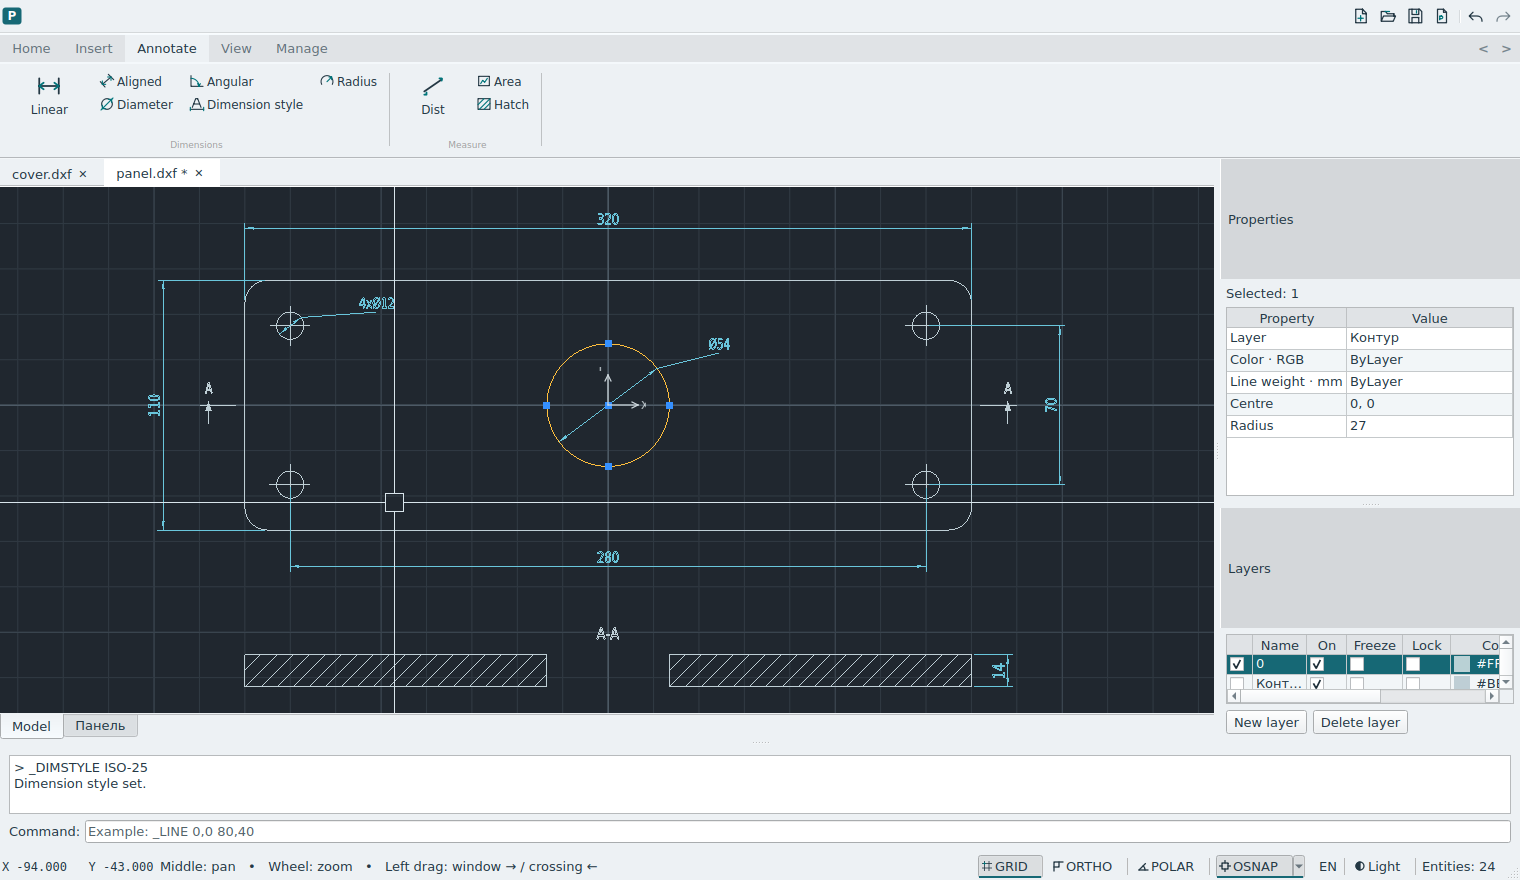 P
Home Insert Annotate View Manage < >
Linear Aligned Angular Radius Dist Area
Diameter Dimension style Hatch
Dimensions Measure
cover.dxf × panel.dxf * ×
Properties
320
4xØ12
Ø54
A A
110 70
X
280
A-A
14
Selected: 1
Property Value
Layer Контур
Color · RGB ByLayer
Line weight · mm ByLayer
Centre 0, 0
Radius 27
Layers
Name On Freeze Lock Co
0 #FF
Конт...
New layer Delete layer
Model Панель
> _DIMSTYLE ISO-25
Dimension style set.
Command: Example: _LINE 0,0 80,40
X -94.000 Y -43.000 Middle: pan • Wheel: zoom • Left drag: window → / crossing ← GRID ORTHO POLAR OSNAP EN Light Entities: 24